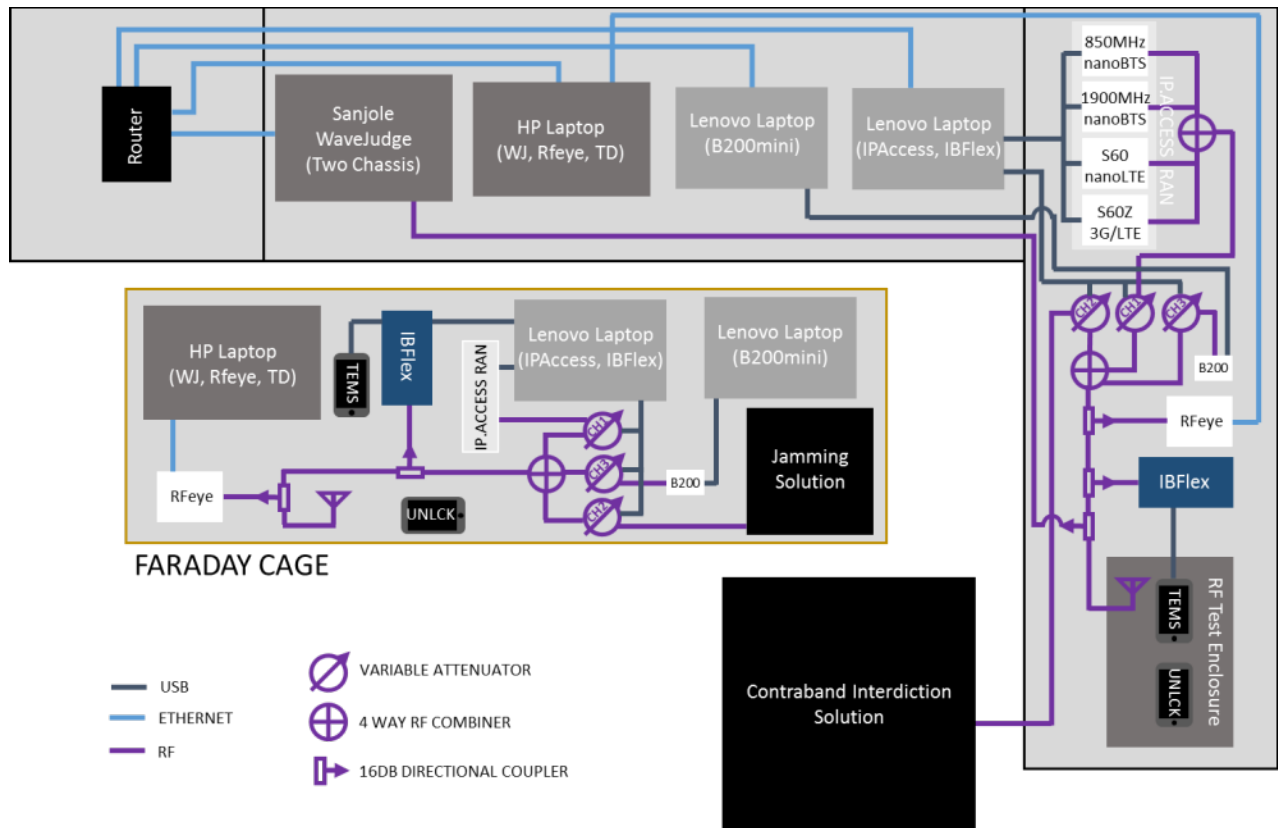 Router
Sanjole
WaveJudge
(Two Chassis)
HP Laptop
(WJ, Rfeye, TD)
Lenovo Laptop
(B200mini)
Lenovo Laptop
(IPAccess, IBFlex)
850MHz
nanoBTS
1900MHz
nanoBTS
S60
nanoLTE
S60Z
3G/LTE
IP.ACCESS RAN
CH2
CH1
CH3
B200
RFeye
IBFlex
TEMS
UNLCK
RF Test Enclosure
HP Laptop
(WJ, Rfeye, TD)
TEMS
IBFlex
Lenovo Laptop
(IPAccess, IBFlex)
Lenovo Laptop
(B200mini)
IP.ACCESS RAN
CH1
CH3
CH2
B200
Jamming
Solution
RFeye
UNLCK
FARADAY CAGE
Contraband Interdiction
Solution
USB
ETHERNET
RF
VARIABLE ATTENUATOR
4 WAY RF COMBINER
16DB DIRECTIONAL COUPLER